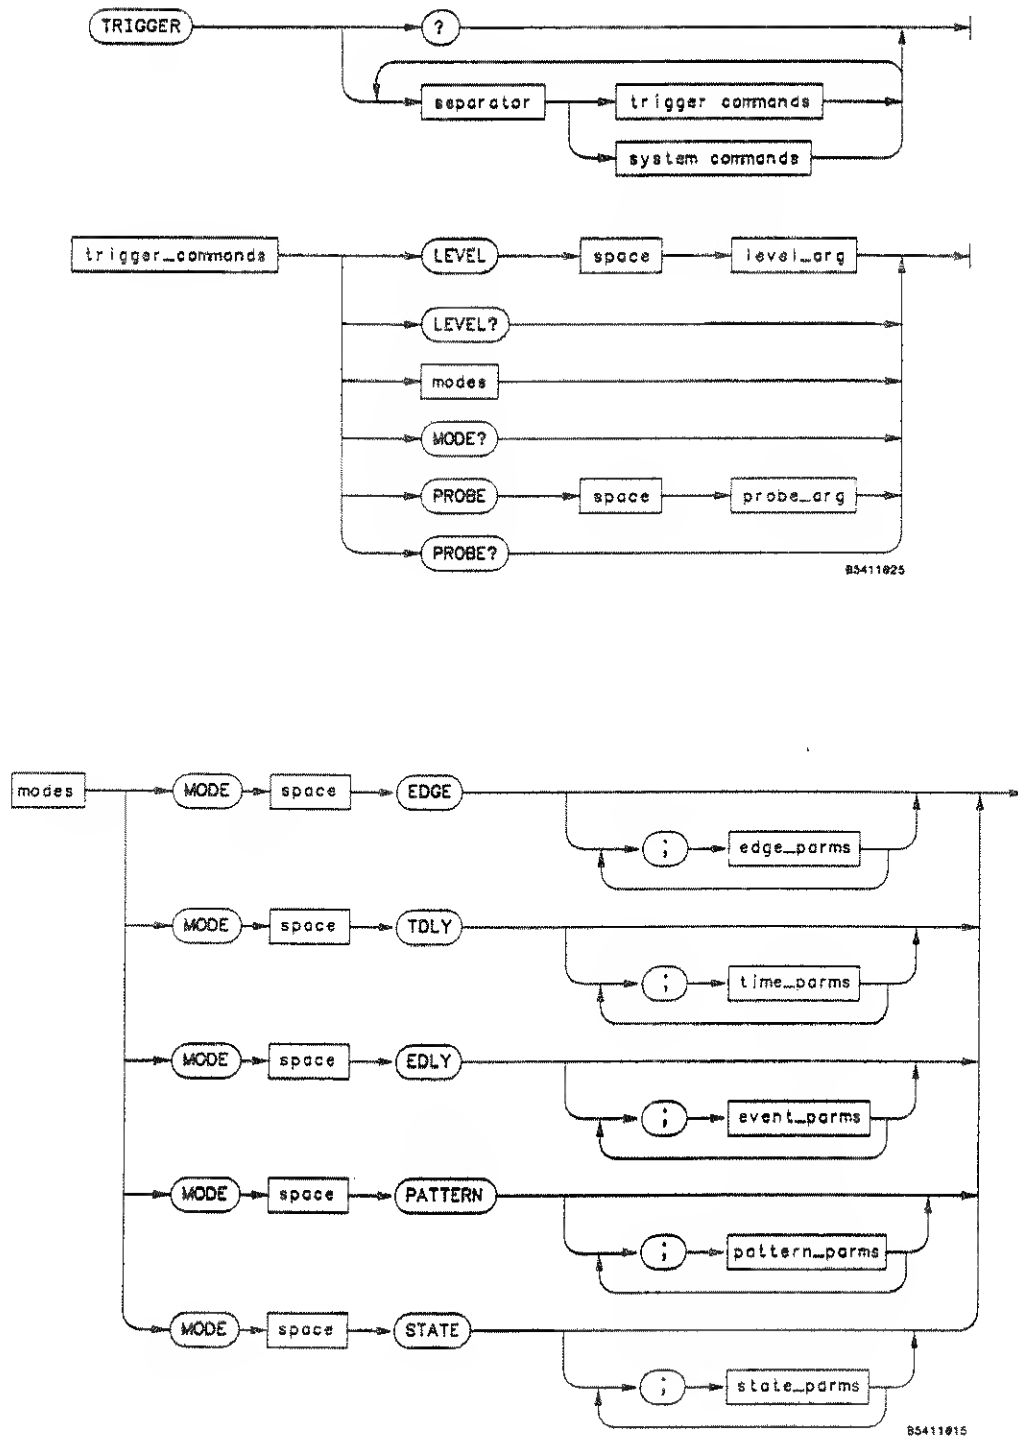 TRIGGER ?
separator trigger commands
system commands
trigger_commands LEVEL space level_arg
LEVEL?
modes
MODE?
PROBE space probe_arg
PROBE?
B5411025
modes MODE space EDGE
; edge_parms
MODE space TDLY
; time_parms
MODE space EDLY
; event_parms
MODE space PATTERN
; pattern_parms
MODE space STATE
; state_parms
B5411015